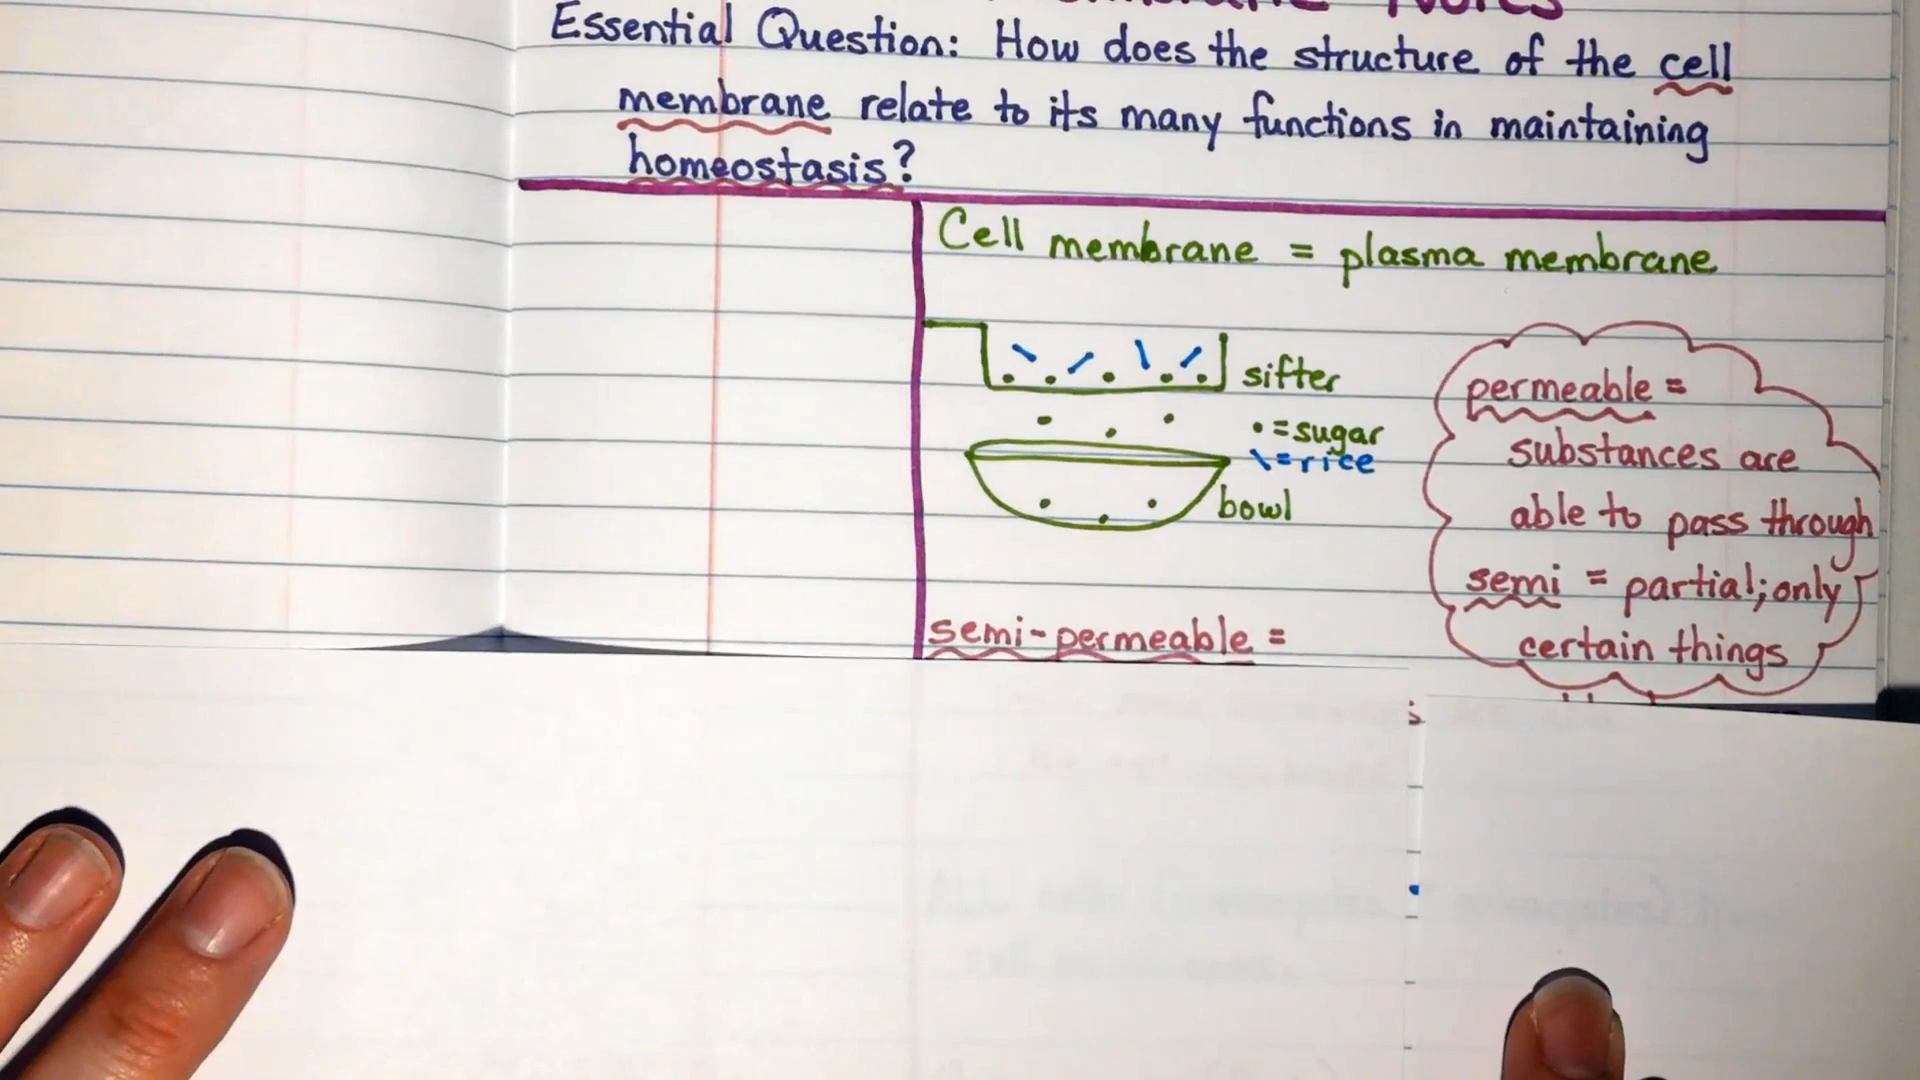 Notes
Essential Question: How does the structure of the cell
membrane relate to its many functions in maintaining
homeostasis?
Cell membrane = plasma membrane
sifter
• = sugar
\ = rice
bowl
permeable =
substances are
able to pass through
semi = partial; only
certain things
semi-permeable =